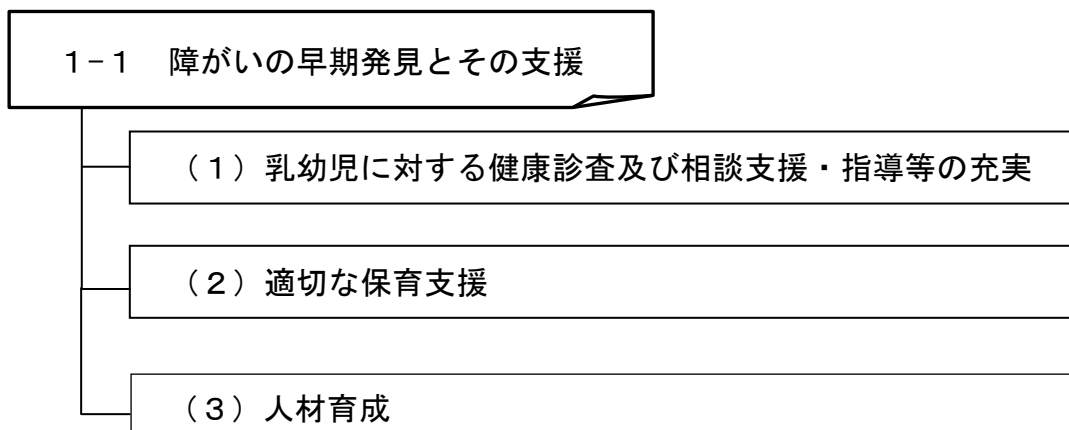 １−１　障がいの早期発見とその支援
（１）乳幼児に対する健康診査及び相談支援・指導等の充実
（２）適切な保育支援
（３）人材育成